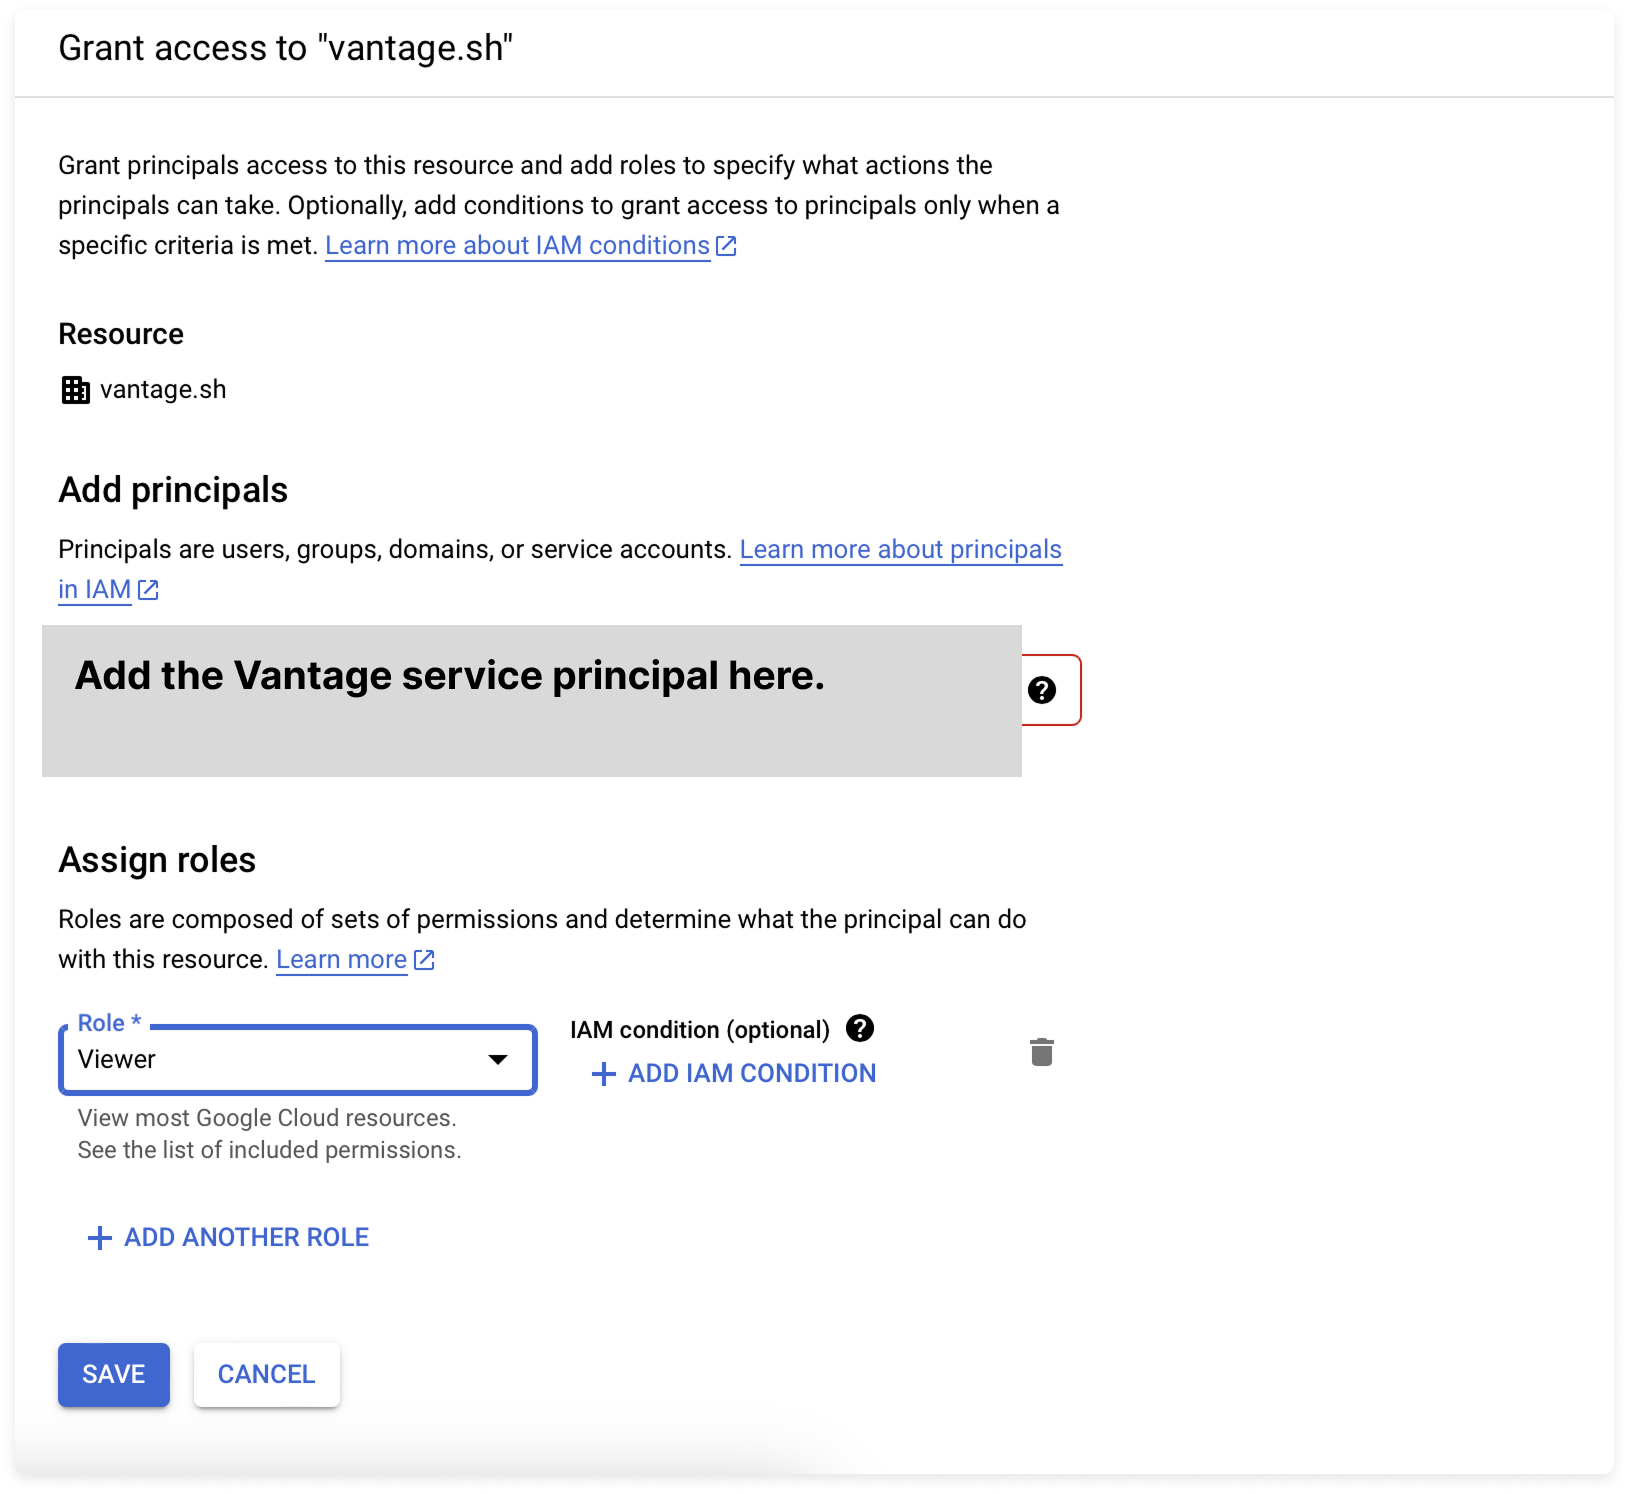 Grant access to "vantage.sh"
Grant principals access to this resource and add roles to specify what actions the
principals can take. Optionally, add conditions to grant access to principals only when a
specific criteria is met. Learn more about IAM conditions
Resource
vantage.sh
Add principals
Principals are users, groups, domains, or service accounts. Learn more about principals
in IAM
Add the Vantage service principal here.
Assign roles
Roles are composed of sets of permissions and determine what the principal can do
with this resource. Learn more
Role *
Viewer
IAM condition (optional)
ADD IAM CONDITION
View most Google Cloud resources.
See the list of included permissions.
ADD ANOTHER ROLE
SAVE
CANCEL